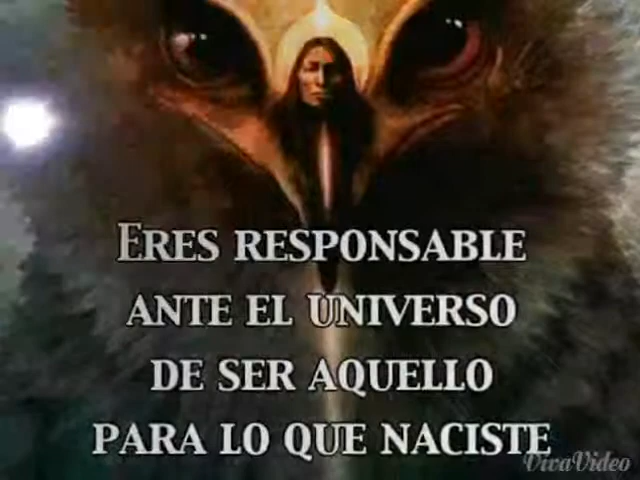 Eres responsable
ante el universo
de ser aquello
para lo que naciste
VivaVideo